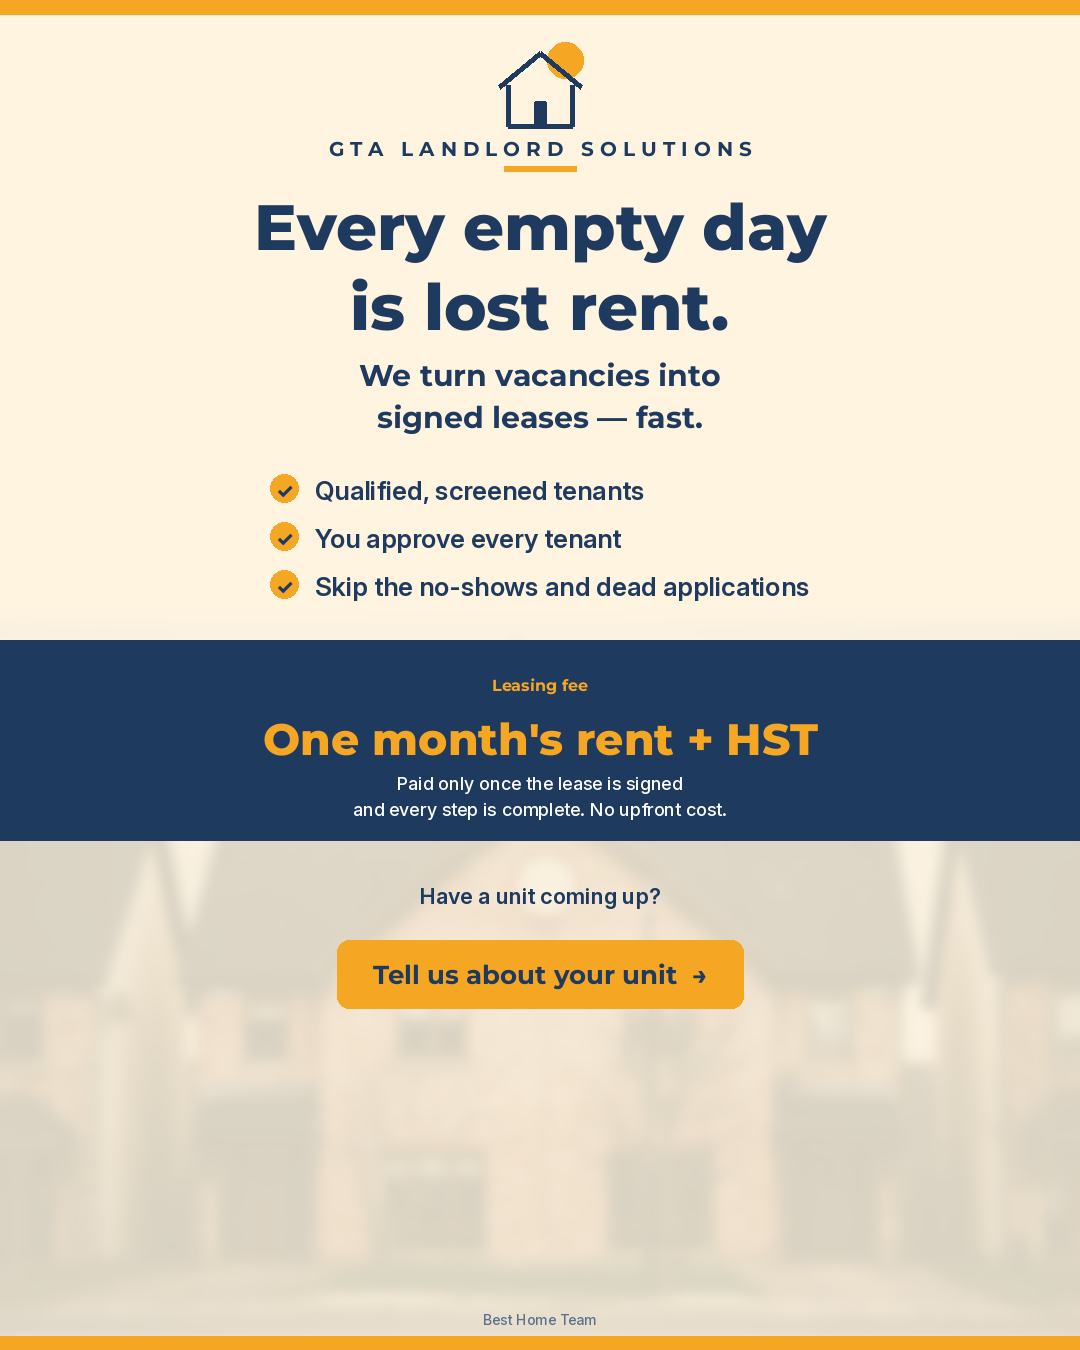 GTA LANDLORD SOLUTIONS
Every empty day
is lost rent.
We turn vacancies into
signed leases — fast.
Qualified, screened tenants
You approve every tenant
Skip the no-shows and dead applications
Leasing fee
One month's rent + HST
Paid only once the lease is signed
and every step is complete. No upfront cost.
Have a unit coming up?
Tell us about your unit →
Best Home Team